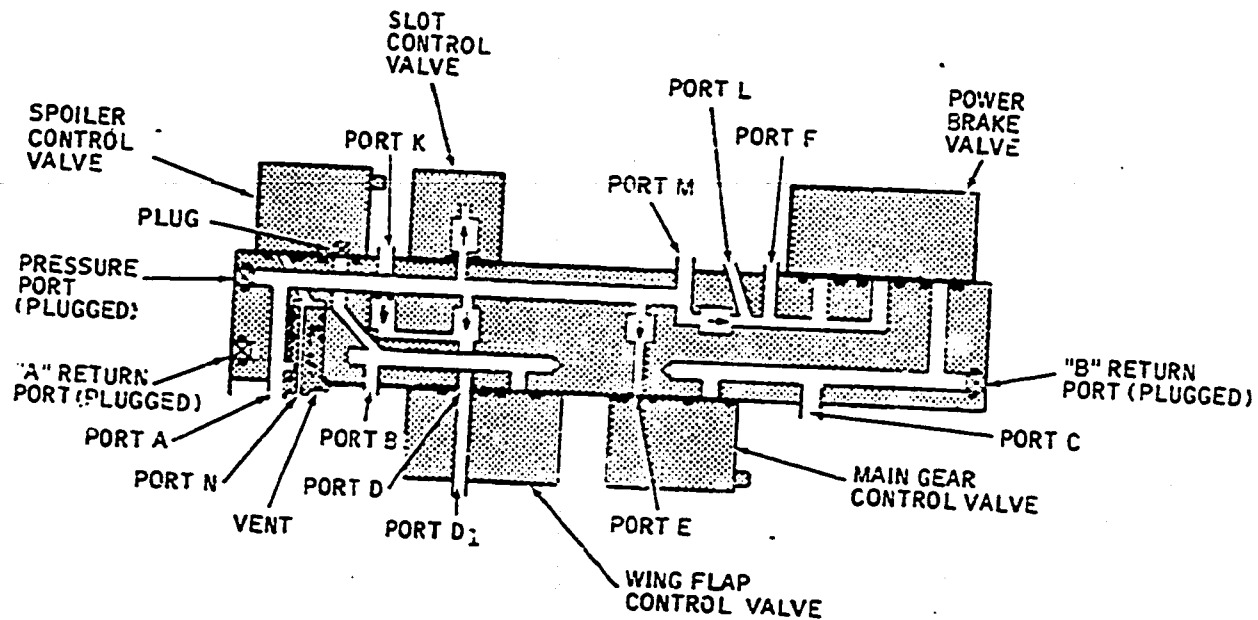 SLOT
CONTROL
VALVE
SPOILER
CONTROL
VALVE
PORT K
PORT L
PORT F
POWER
BRAKE
VALVE
PORT M
PLUG
PRESSURE
PORT
(PLUGGED)
"A" RETURN
PORT (PLUGGED)
"B" RETURN
PORT (PLUGGED)
PORT A
PORT N
VENT
PORT B
PORT D
PORT D1
PORT E
PORT C
MAIN GEAR
CONTROL VALVE
WING FLAP
CONTROL VALVE